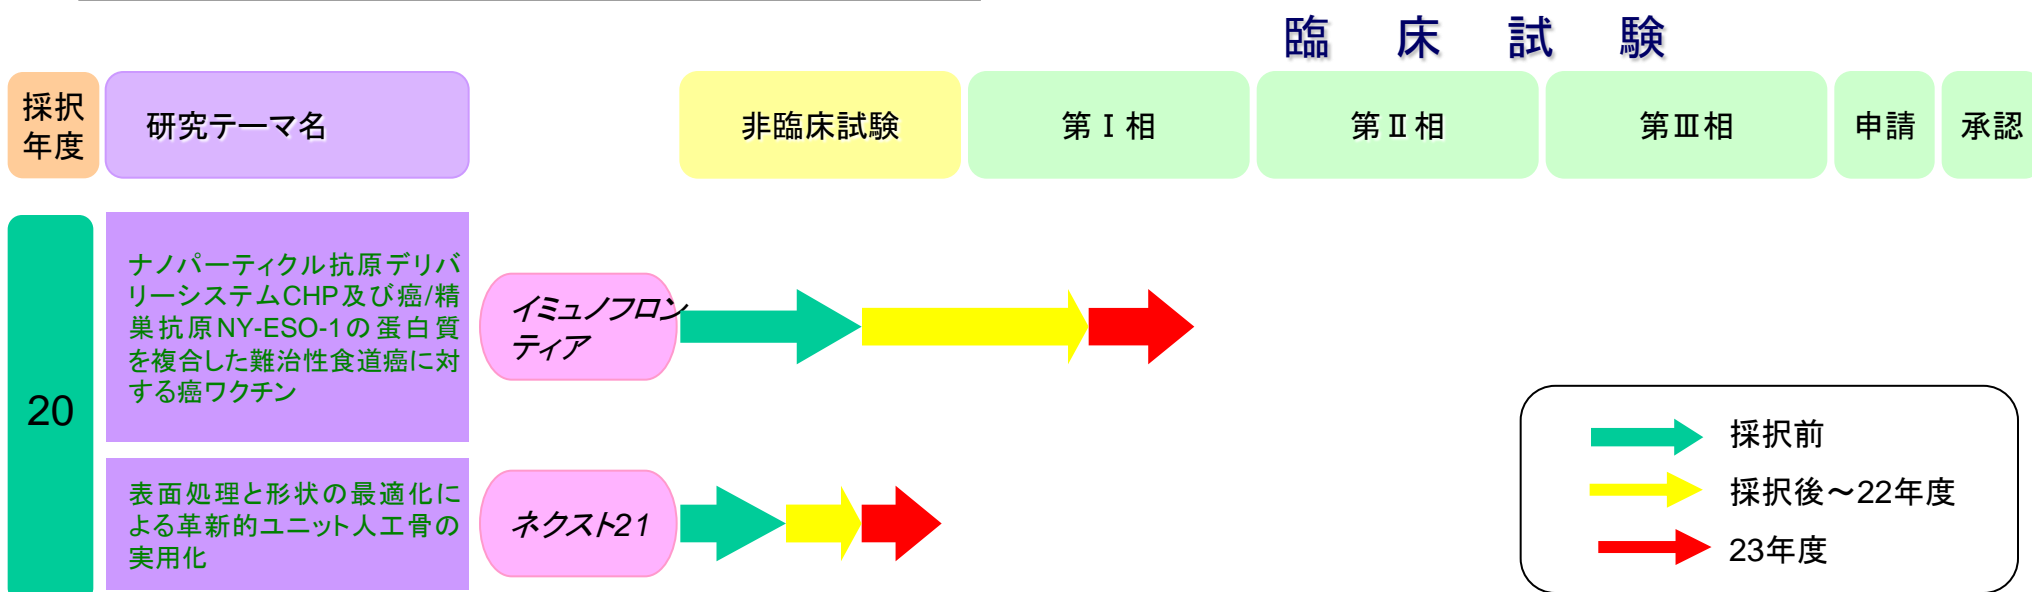 臨床試験
採択
年度
研究テーマ名
非臨床試験
第Ⅰ相
第Ⅱ相
第Ⅲ相
申請
承認
20
ナノパーティクル抗原デリバ
リーシステムCHP及び癌/精
巣抗原NY-ESO-1の蛋白質
を複合した難治性食道癌に対
する癌ワクチン
イミュノフロン
ティア
表面処理と形状の最適化に
よる革新的ユニット人工骨の
実用化
ネクスト21
採択前
採択後～22年度
23年度